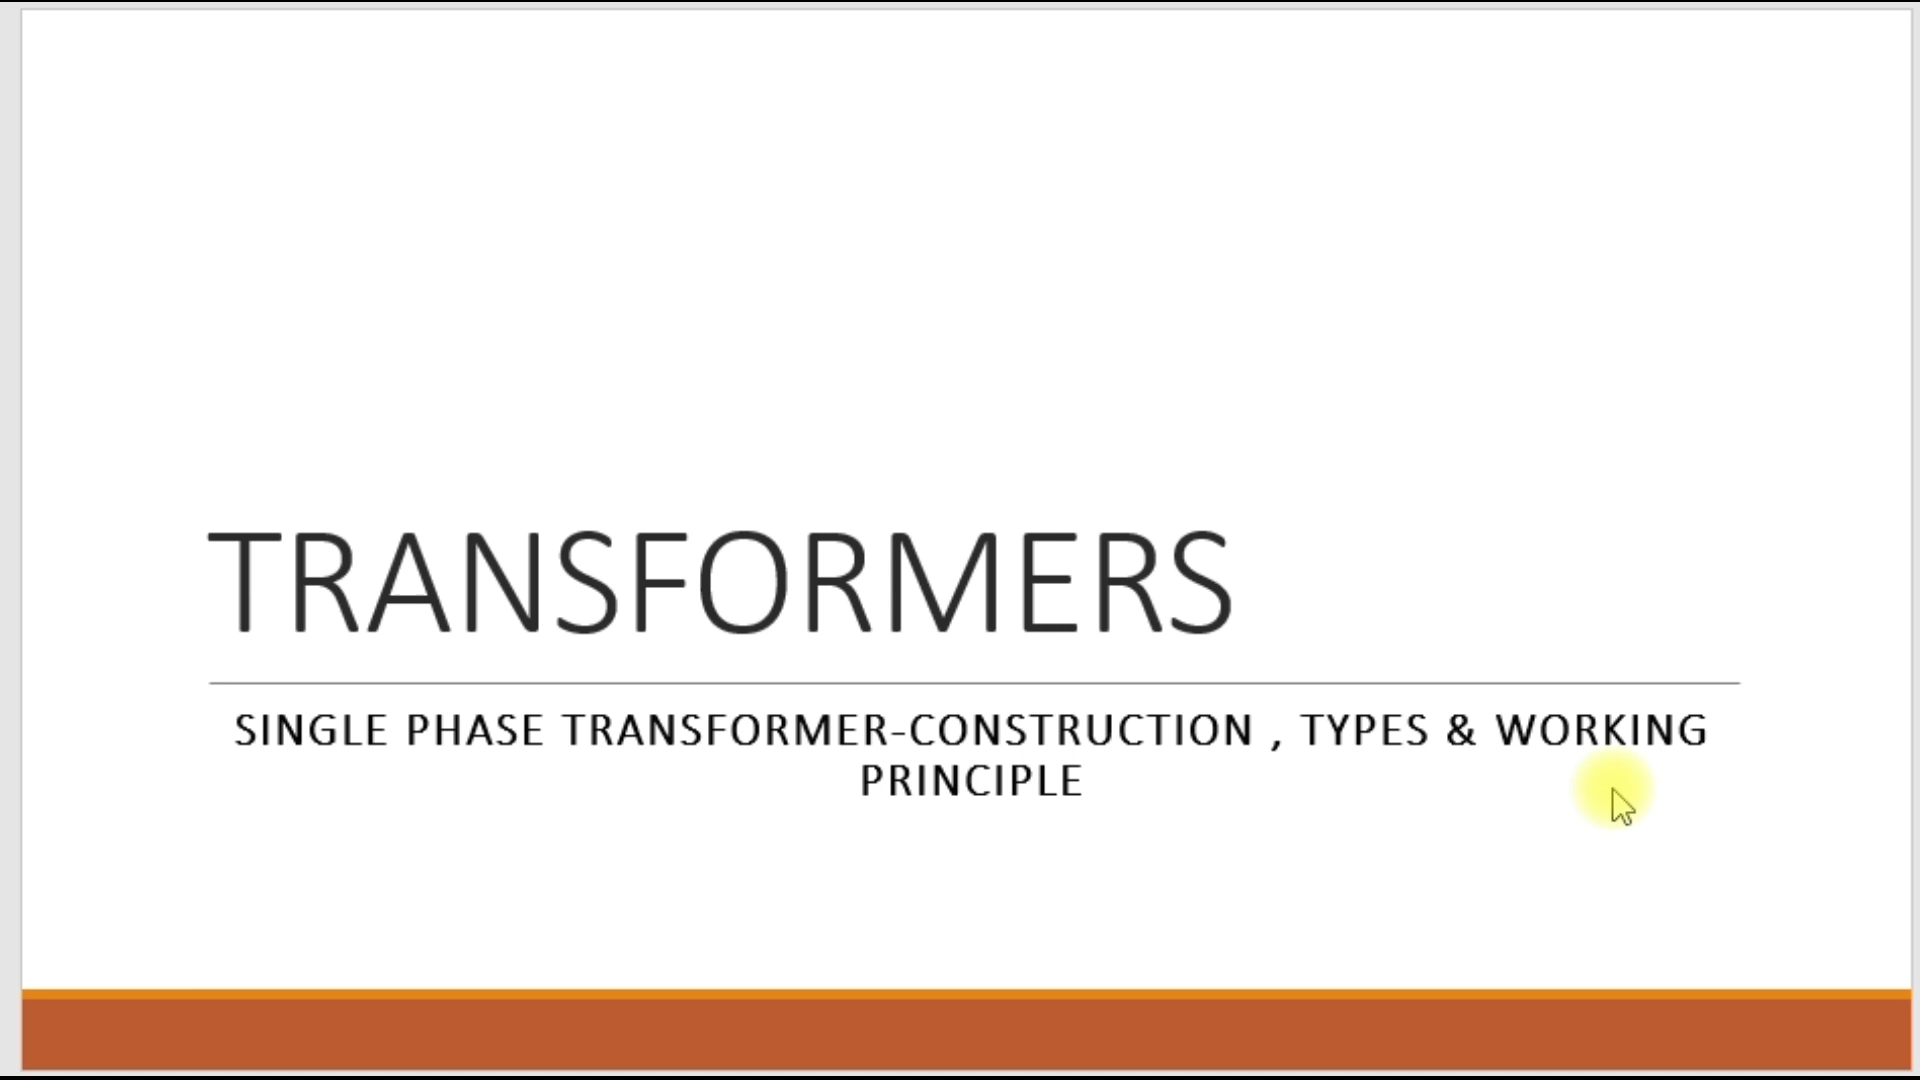 TRANSFORMERS
SINGLE PHASE TRANSFORMER-CONSTRUCTION , TYPES & WORKING
PRINCIPLE